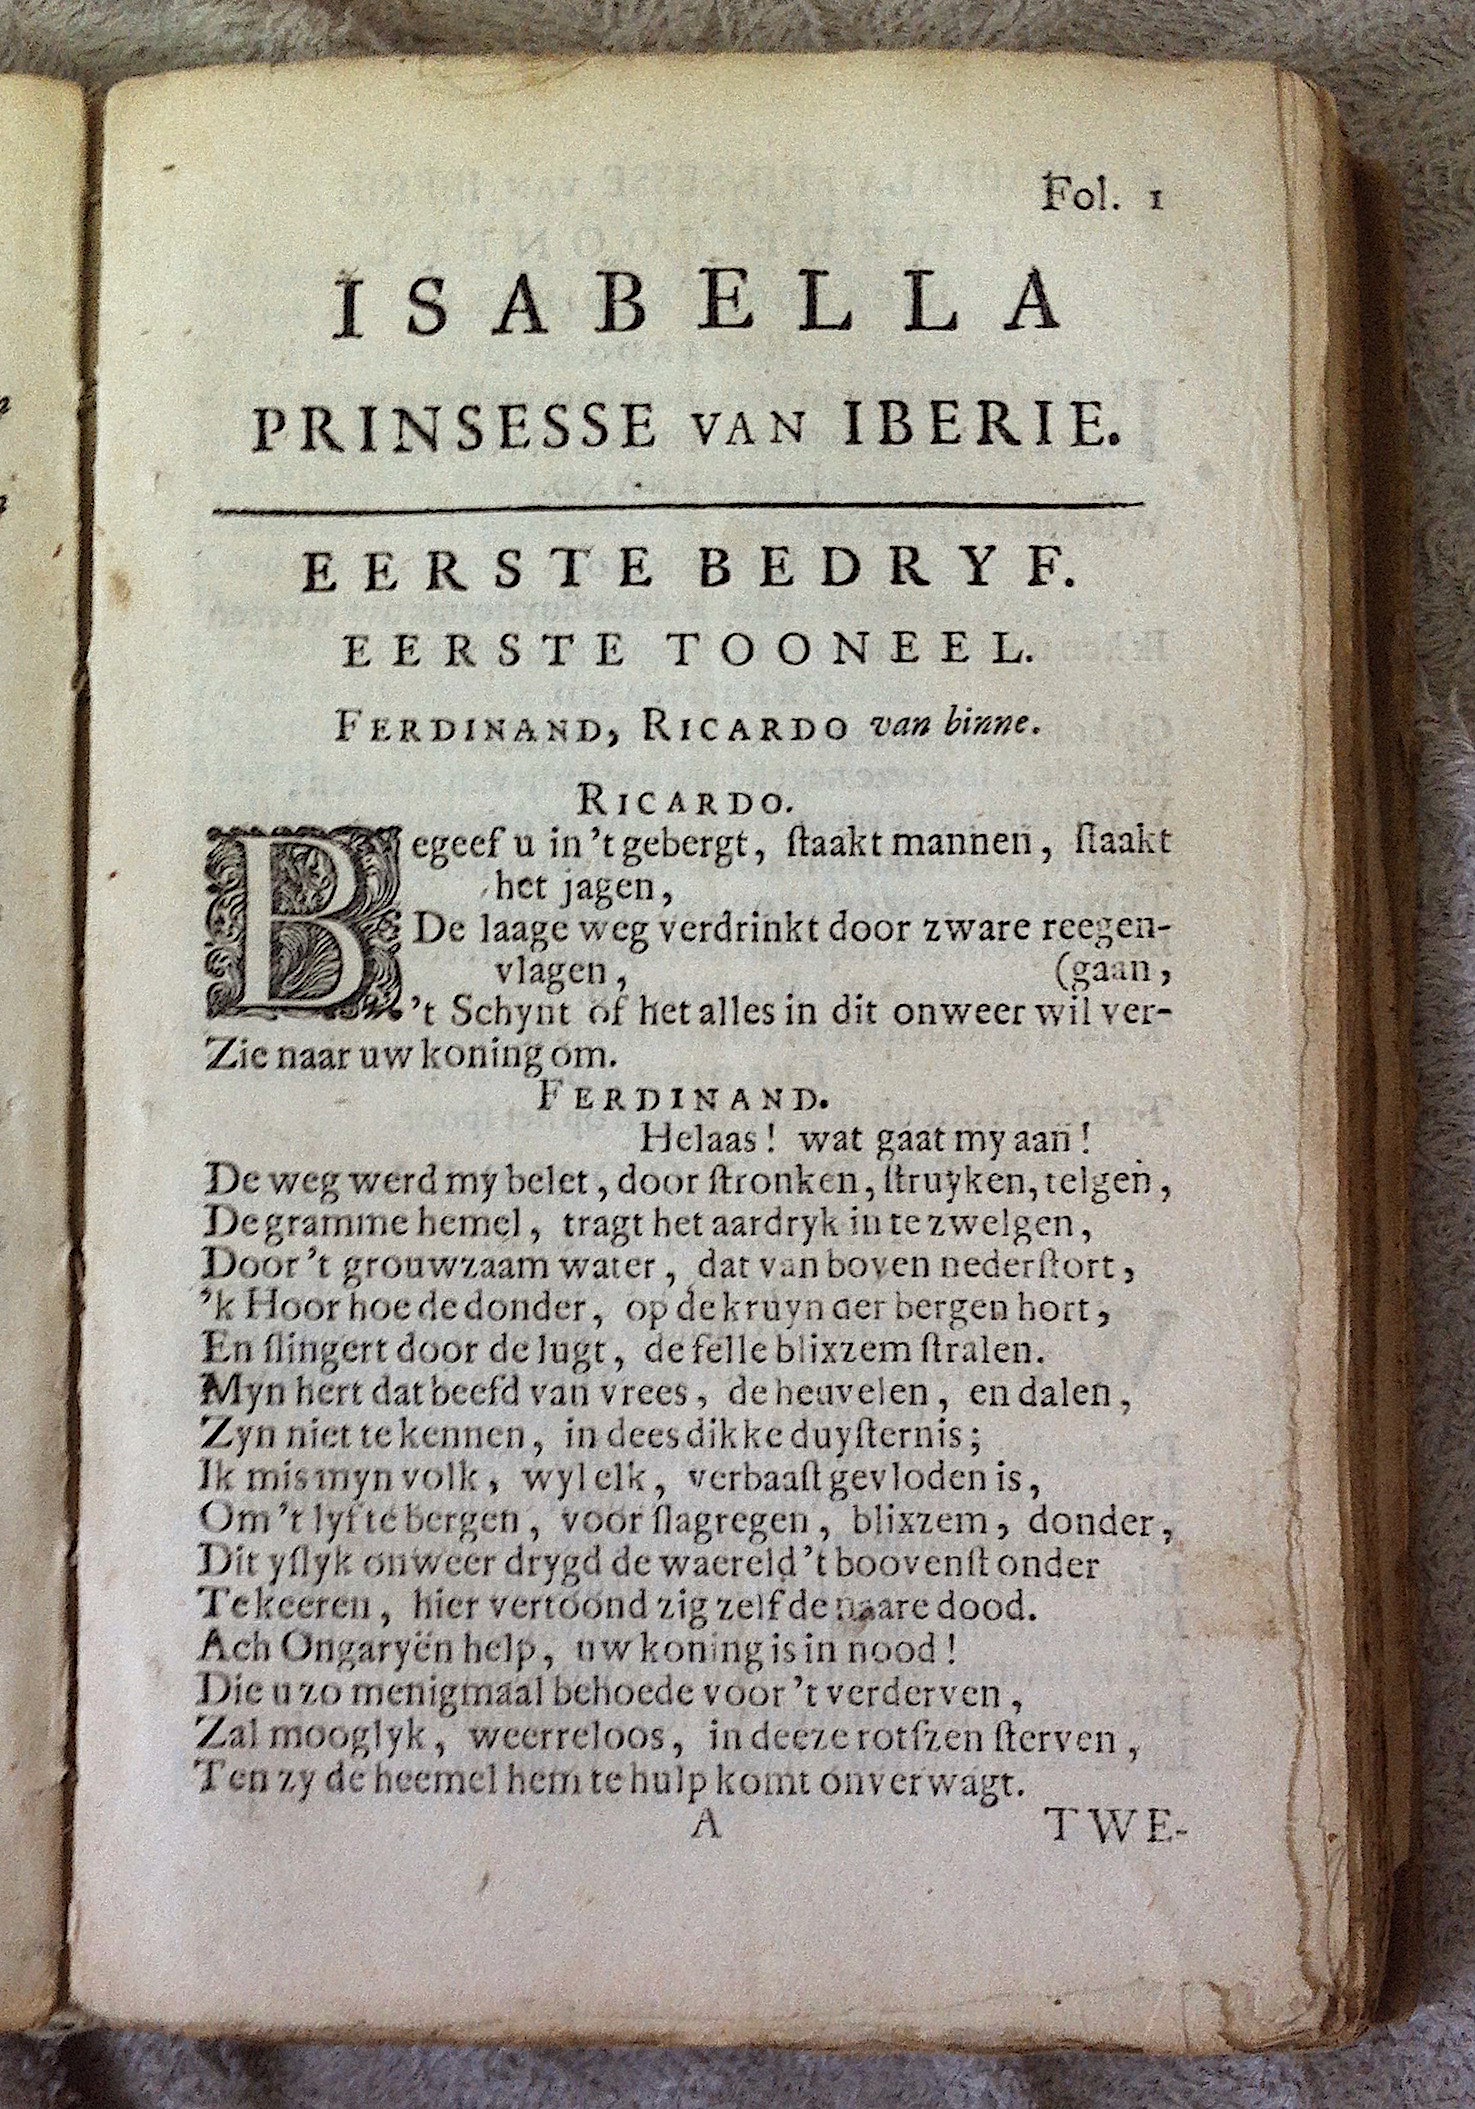 Fol. 1
ISABELLA
PRINSESSE VAN IBERIE.
EERSTE BEDRYF.
EERSTE TOONEEL.
FERDINAND, RICARDO van binne.
RICARDO.
Begeef u in 't gebergt, ſtaakt mannen, ſlaakt
het jagen,
De laage weg verdrinkt door zware reegen-
vlagen, (gaan,
't Schynt of het alles in dit onweer wil ver-
Zie naar uw koning om.
FERDINAND.
Helaas! wat gaat my aan!
De weg werd my belet, door ſtronken, ſtruyken, telgen,
De gramme hemel, tragt het aardryk in te zwelgen,
Door 't grouwzaam water, dat van boven nederſtort,
'k Hoor hoe de donder, op de kruyn der bergen hort,
En ſlingert door de lugt, de felle blixzem ſtralen.
Myn hert dat beefd van vrees, de heuvelen, en dalen,
Zyn niet te kennen, in dees dikke duyſternis;
Ik mis myn volk, wyl elk, verbaaſt gevloden is,
Om 't lyf te bergen, voor ſlagregen, blixzem, donder,
Dit yſlyk onweer drygd de waereld 't boovenſt onder
Te keeren, hier vertoond zig zelf de naare dood.
Ach Ongaryën help, uw koning is in nood!
Die u zo menigmaal behoede voor 't verderven,
Zal mooglyk, weerreloos, in deeze rotſzen ſterven,
Ten zy de heemel hem te hulp komt onverwagt.
A TWE-